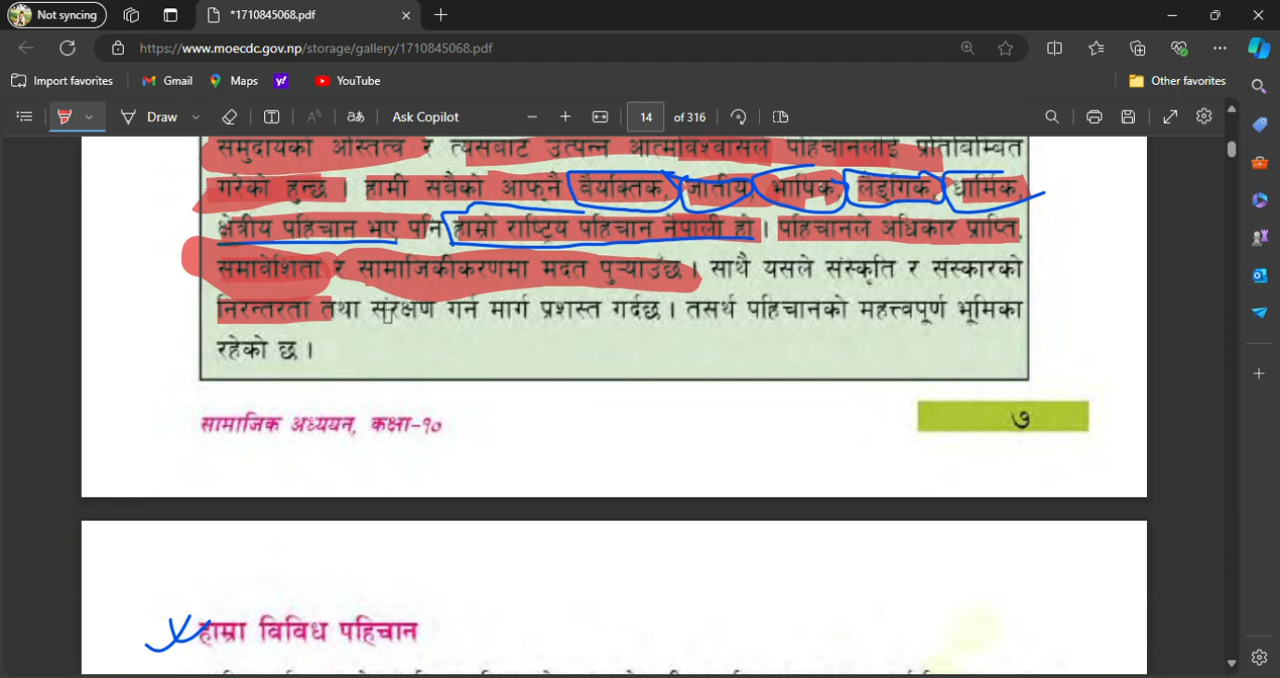 Not syncing
*1710845068.pdf
https://www.moecdc.gov.np/storage/gallery/1710845068.pdf
Import favorites
Gmail
Maps
YouTube
Other favorites
Draw
Ask Copilot
14 of 316
समुदायको अस्तित्व र त्यसबाट उत्पन्न आत्मविश्वासले पहिचानलाई प्रतिबिम्बित
गरेको हुन्छ । हामी सबैको आफ्नै वैयक्तिक, जातीय, भाषिक, लैङ्गिक, धार्मिक,
क्षेत्रीय पहिचान भए पनि हाम्रो राष्ट्रिय पहिचान नेपाली हो । पहिचानले अधिकार प्राप्ति,
समावेशिता र सामाजिकीकरणमा मदत पुऱ्याउँछ । साथै यसले संस्कृति र संस्कारको
निरन्तरता तथा संरक्षण गर्न मार्ग प्रशस्त गर्दछ । तसर्थ पहिचानको महत्त्वपूर्ण भूमिका
रहेको छ ।
सामाजिक अध्ययन, कक्षा-१०
७
हाम्रा विविध पहिचान